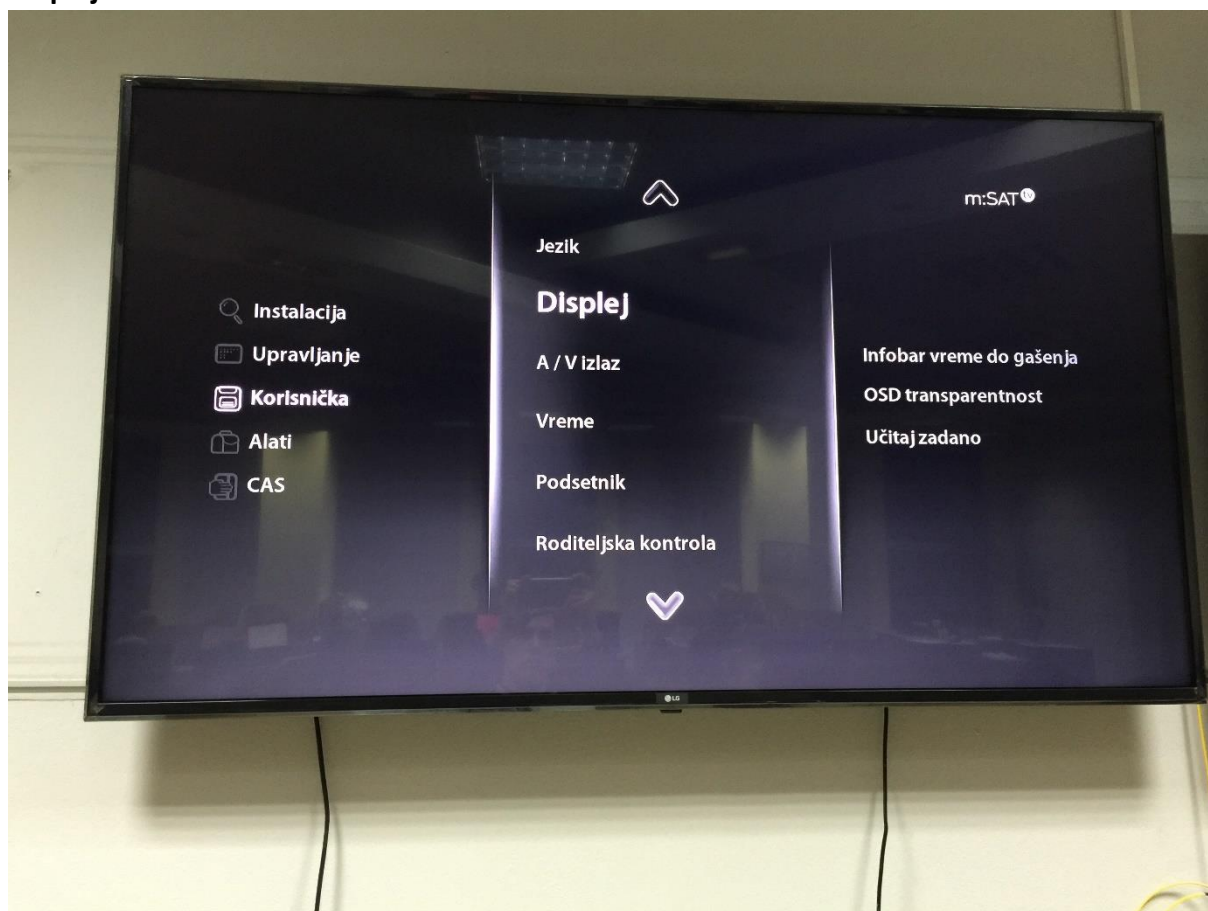 m:SAT tv
Instalacija
Upravljanje
Korisnička
Alati
CAS
Jezik
Displej
A / V izlaz
Vreme
Podsetnik
Roditeljska kontrola
Infobar vreme do gašenja
OSD transparentnost
Učitaj zadano
LG